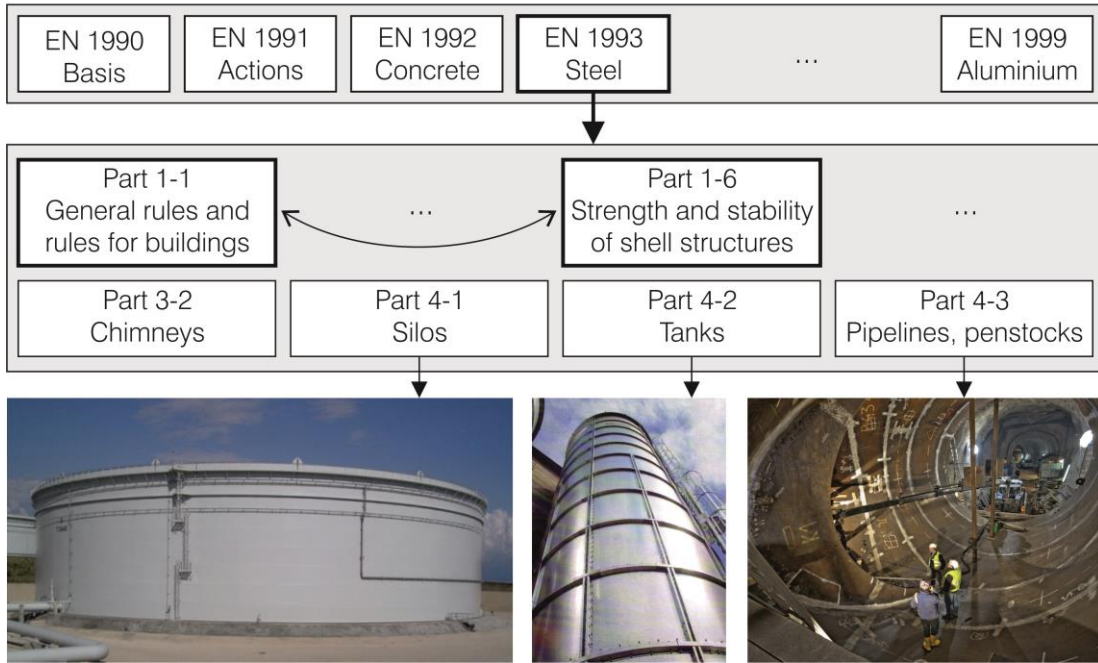 EN 1990
Basis
EN 1991
Actions
EN 1992
Concrete
EN 1993
Steel
...
EN 1999
Aluminium
Part 1-1
General rules and
rules for buildings
...
Part 1-6
Strength and stability
of shell structures
...
Part 3-2
Chimneys
Part 4-1
Silos
Part 4-2
Tanks
Part 4-3
Pipelines, penstocks